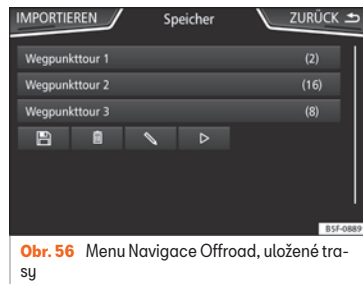 IMPORTIEREN Speicher ZURÜCK
Wegpunkttour 1 (2)
Wegpunkttour 2 (16)
Wegpunkttour 3 (8)
BSF-0889
Obr. 56 Menu Navigace Offroad, uložené tra-
sy